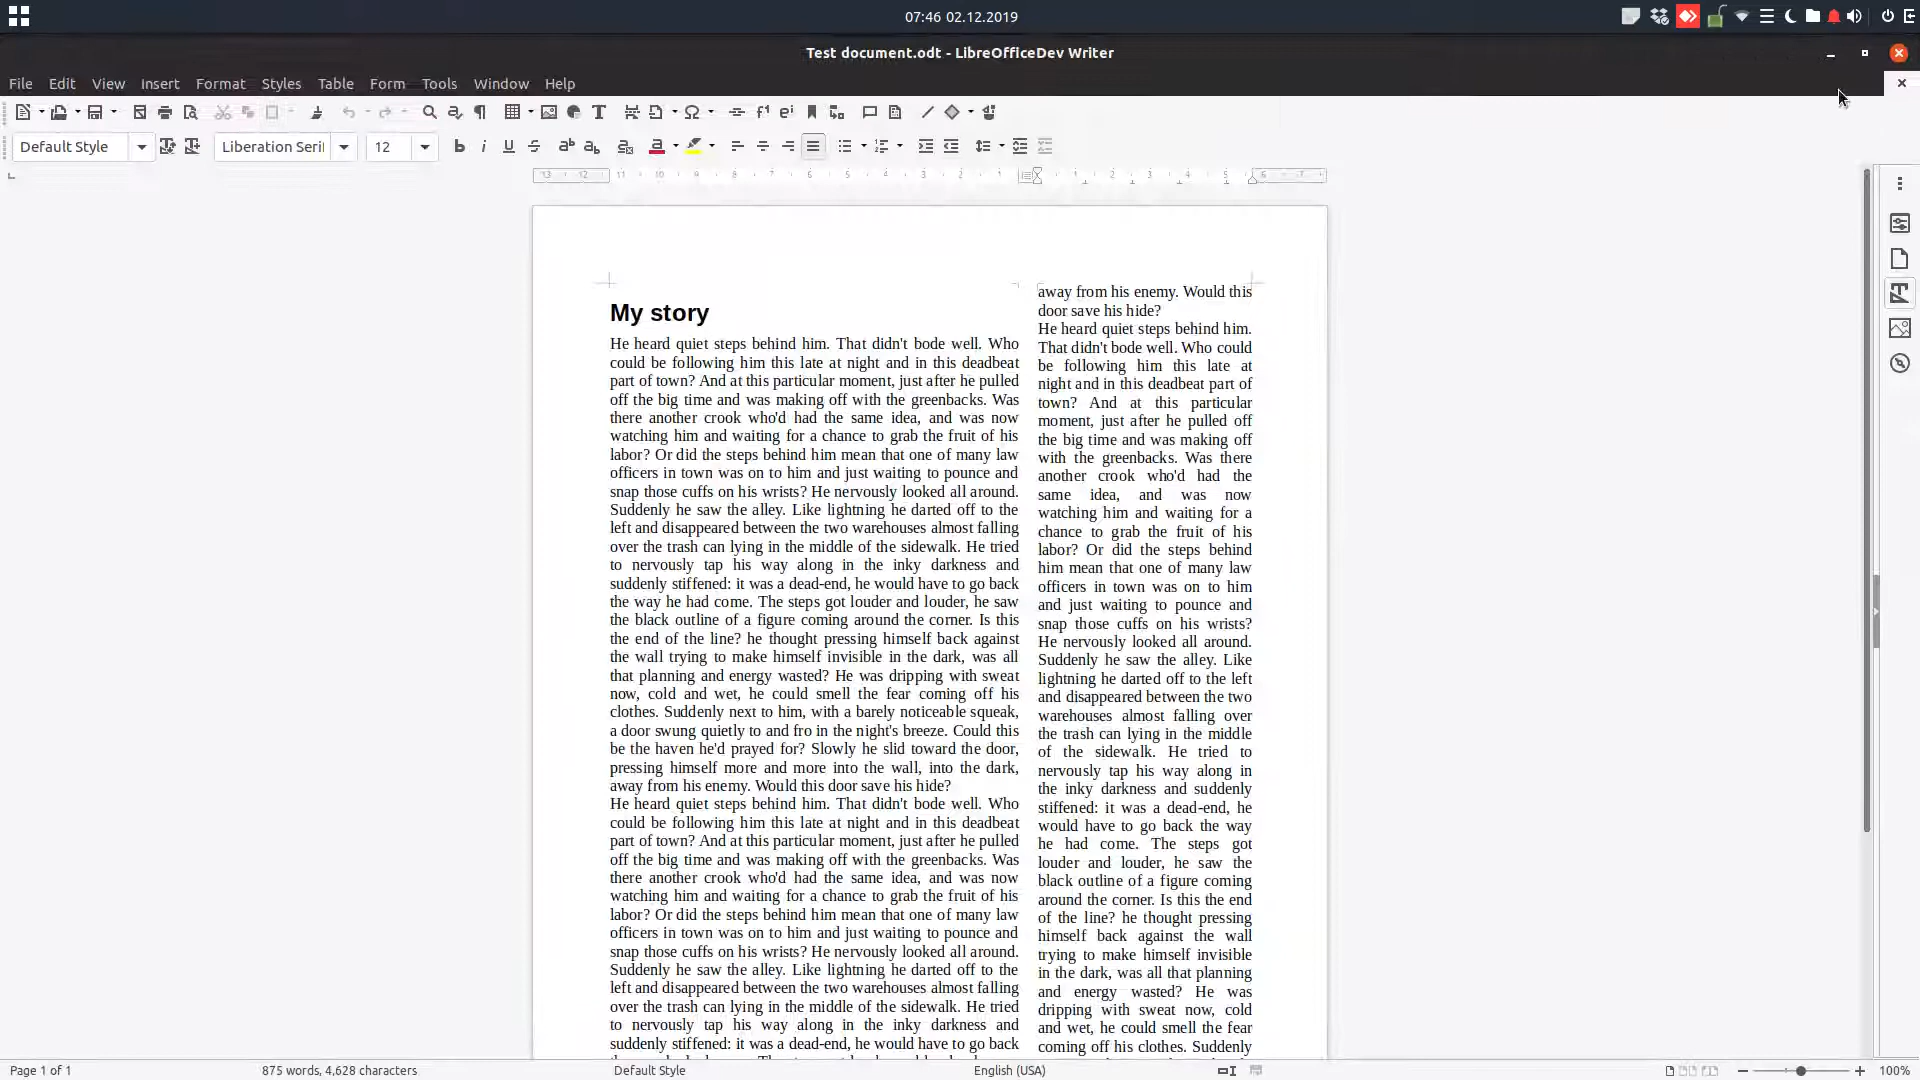 07:46 02.12.2019
Test document.odt - LibreOfficeDev Writer
File Edit View Insert Format Styles Table Form Tools Window Help
Default Style Liberation Seri 12
13 12 11 10 9 8 7 6 5 4 3 2 1 1 2 3 4 5 6 7
My story
He heard quiet steps behind him. That didn't bode well. Who
could be following him this late at night and in this deadbeat
part of town? And at this particular moment, just after he pulled
off the big time and was making off with the greenbacks. Was
there another crook who'd had the same idea, and was now
watching him and waiting for a chance to grab the fruit of his
labor? Or did the steps behind him mean that one of many law
officers in town was on to him and just waiting to pounce and
snap those cuffs on his wrists? He nervously looked all around.
Suddenly he saw the alley. Like lightning he darted off to the
left and disappeared between the two warehouses almost falling
over the trash can lying in the middle of the sidewalk. He tried
to nervously tap his way along in the inky darkness and
suddenly stiffened: it was a dead-end, he would have to go back
the way he had come. The steps got louder and louder, he saw
the black outline of a figure coming around the corner. Is this
the end of the line? he thought pressing himself back against
the wall trying to make himself invisible in the dark, was all
that planning and energy wasted? He was dripping with sweat
now, cold and wet, he could smell the fear coming off his
clothes. Suddenly next to him, with a barely noticeable squeak,
a door swung quietly to and fro in the night's breeze. Could this
be the haven he'd prayed for? Slowly he slid toward the door,
pressing himself more and more into the wall, into the dark,
away from his enemy. Would this door save his hide?
He heard quiet steps behind him. That didn't bode well. Who
could be following him this late at night and in this deadbeat
part of town? And at this particular moment, just after he pulled
off the big time and was making off with the greenbacks. Was
there another crook who'd had the same idea, and was now
watching him and waiting for a chance to grab the fruit of his
labor? Or did the steps behind him mean that one of many law
officers in town was on to him and just waiting to pounce and
snap those cuffs on his wrists? He nervously looked all around.
Suddenly he saw the alley. Like lightning he darted off to the
left and disappeared between the two warehouses almost falling
over the trash can lying in the middle of the sidewalk. He tried
to nervously tap his way along in the inky darkness and
suddenly stiffened: it was a dead-end, he would have to go back
away from his enemy. Would this
door save his hide?
He heard quiet steps behind him.
That didn't bode well. Who could
be following him this late at
night and in this deadbeat part of
town? And at this particular
moment, just after he pulled off
the big time and was making off
with the greenbacks. Was there
another crook who'd had the
same idea, and was now
watching him and waiting for a
chance to grab the fruit of his
labor? Or did the steps behind
him mean that one of many law
officers in town was on to him
and just waiting to pounce and
snap those cuffs on his wrists?
He nervously looked all around.
Suddenly he saw the alley. Like
lightning he darted off to the left
and disappeared between the two
warehouses almost falling over
the trash can lying in the middle
of the sidewalk. He tried to
nervously tap his way along in
the inky darkness and suddenly
stiffened: it was a dead-end, he
would have to go back the way
he had come. The steps got
louder and louder, he saw the
black outline of a figure coming
around the corner. Is this the end
of the line? he thought pressing
himself back against the wall
trying to make himself invisible
in the dark, was all that planning
and energy wasted? He was
dripping with sweat now, cold
and wet, he could smell the fear
coming off his clothes. Suddenly
Page 1 of 1 875 words, 4,628 characters Default Style English (USA) 100%